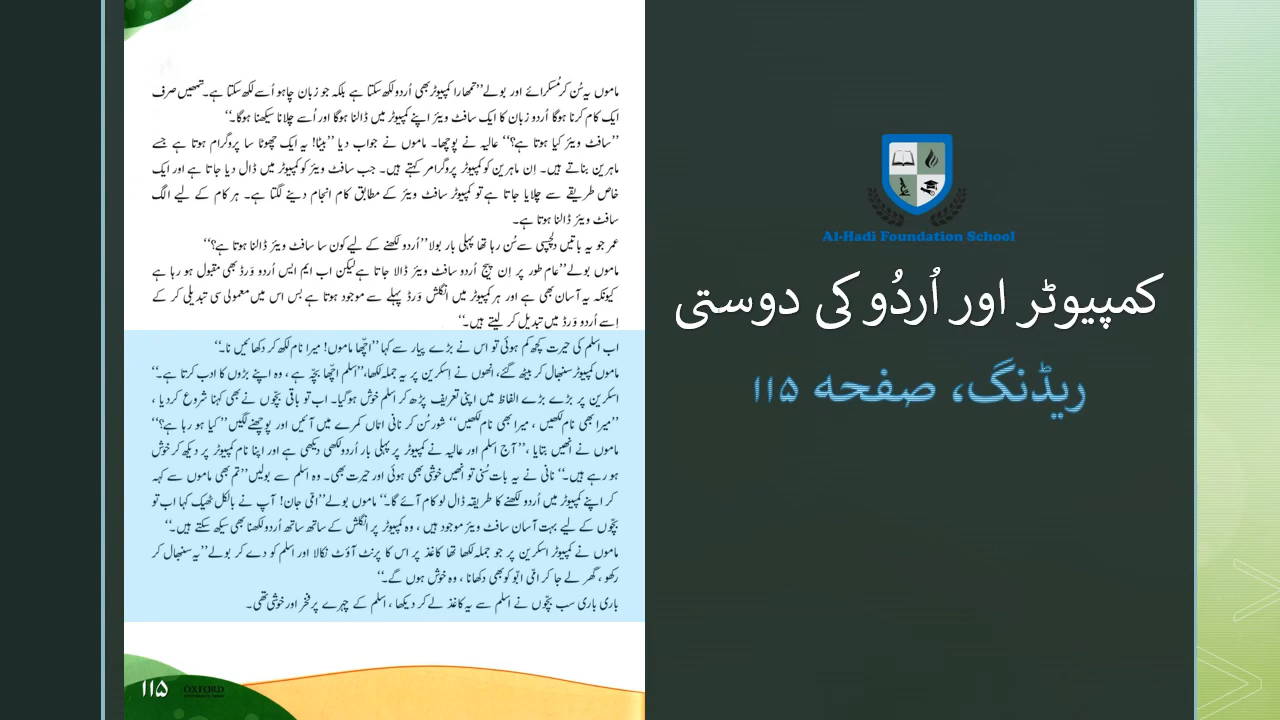 ماموں یہ سُن کر مُسکرائے اور بولے ”تمھارا کمپیوٹر بھی اُردو لکھ سکتا ہے بلکہ جو زبان چاہو اُسے لکھ سکتا ہے۔ تمھیں صرف
ایک کام کرنا ہوگا اُردو زبان کا ایک سافٹ ویئر اپنے کمپیوٹر میں ڈالنا ہوگا اور اُسے چلانا سیکھنا ہوگا۔“
”سافٹ ویئر کیا ہوتا ہے؟“ عالیہ نے پوچھا۔ ماموں نے جواب دیا ”بیٹا! یہ ایک چھوٹا سا پروگرام ہوتا ہے جسے
ماہرین بناتے ہیں۔ اِن ماہرین کو کمپیوٹر پروگرامر کہتے ہیں۔ جب سافٹ ویئر کو کمپیوٹر میں ڈال دیا جاتا ہے اور ایک
خاص طریقے سے چلایا جاتا ہے تو کمپیوٹر سافٹ ویئر کے مطابق کام انجام دینے لگتا ہے۔ ہر کام کے لیے الگ
سافٹ ویئر ڈالنا ہوتا ہے۔
عمر جو یہ باتیں دلچسپی سے سُن رہا تھا پہلی بار بولا ”اُردو لکھنے کے لیے کون سا سافٹ ویئر ڈالنا ہوتا ہے؟“
ماموں بولے ”عام طور پر اِن پیج اُردو سافٹ ویئر ڈالا جاتا ہے لیکن اب ایم ایس اُردو وَرڈ بھی مقبول ہو رہا ہے
کیونکہ یہ آسان بھی ہے اور ہر کمپیوٹر میں انگلش وَرڈ پہلے سے موجود ہوتا ہے بس اس میں معمولی سی تبدیلی کر کے
اِسے اُردو وَرڈ میں تبدیل کر لیتے ہیں۔“
اب اسلم کی حیرت کچھ کم ہوئی تو اس نے بڑے پیار سے کہا ”اچّھا ماموں! میرا نام لکھ کر دکھائیں نا۔“
ماموں کمپیوٹر سنبھال کر بیٹھ گئے، انھوں نے اِسکرین پر یہ جملہ لکھا، ”اسلم اچّھا بچّہ ہے، وہ اپنے بڑوں کا ادب کرتا ہے۔“
اسکرین پر بڑے بڑے الفاظ میں اپنی تعریف پڑھ کر اسلم خوش ہوگیا۔ اب تو باقی بچّوں نے بھی کہنا شروع کردیا،
”میرا بھی نام لکھیں، میرا بھی نام لکھیں“ شور سُن کر نانی امّاں کمرے میں آئیں اور پوچھنے لگیں ”کیا ہو رہا ہے؟“
ماموں نے انھیں بتایا، ”آج اسلم اور عالیہ نے کمپیوٹر پر پہلی بار اُردو لکھی دیکھی ہے اور اپنا نام کمپیوٹر پر دیکھ کر خوش
ہو رہے ہیں۔“ نانی نے یہ بات سُنی تو اُنھیں خوشی بھی ہوئی اور حیرت بھی۔ وہ اسلم سے بولیں ”تم بھی ماموں سے کہہ
کر اپنے کمپیوٹر میں اُردو لکھنے کا طریقہ ڈال لو کام آئے گا۔“ ماموں بولے ”امّی جان! آپ نے بالکل ٹھیک کہا اب تو
بچّوں کے لیے بہت آسان سافٹ ویئر موجود ہیں، وہ کمپیوٹر پر انگلش کے ساتھ ساتھ اُردو لکھنا بھی سیکھ سکتے ہیں۔“
ماموں نے کمپیوٹر اسکرین پر جو جملہ لکھا تھا کاغذ پر اس کا پرنٹ آؤٹ نکالا اور اسلم کو دے کر بولے ”یہ سنبھال کر
رکھو، گھر لے جا کر امّی ابّو کو بھی دکھانا، وہ خوش ہوں گے۔“
باری باری سب بچّوں نے اسلم سے یہ کاغذ لے کر دیکھا، اسلم کے چہرے پر فخر اور خوشی تھی۔
۱۱۵
OXFORD
UNIVERSITY PRESS
Al-Hadi Foundation School
کمپیوٹر اور اُردُو کی دوستی
ریڈنگ، صفحہ ۱۱۵